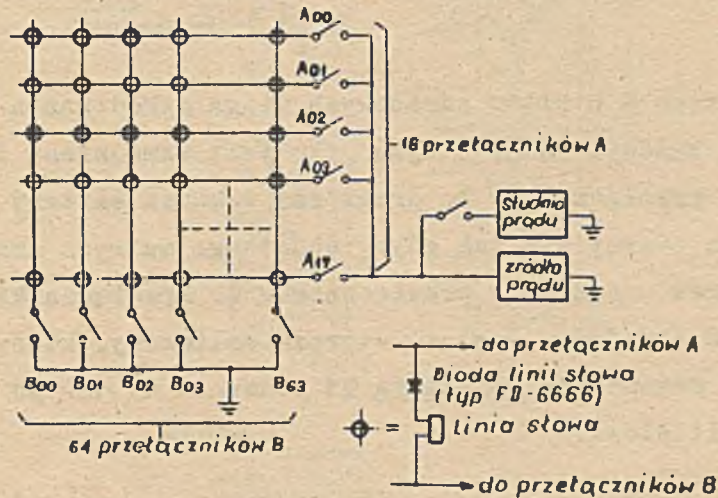 A00
A01
A02
16 przełączników A
A03
studnia
prądu
A17
źródło
prądu
B00 B01 B02 B03 B63
64 przełączników B
do przełączników A
Dioda linii słowa
(typ FD-6666)
= linia słowa
do przełączników B